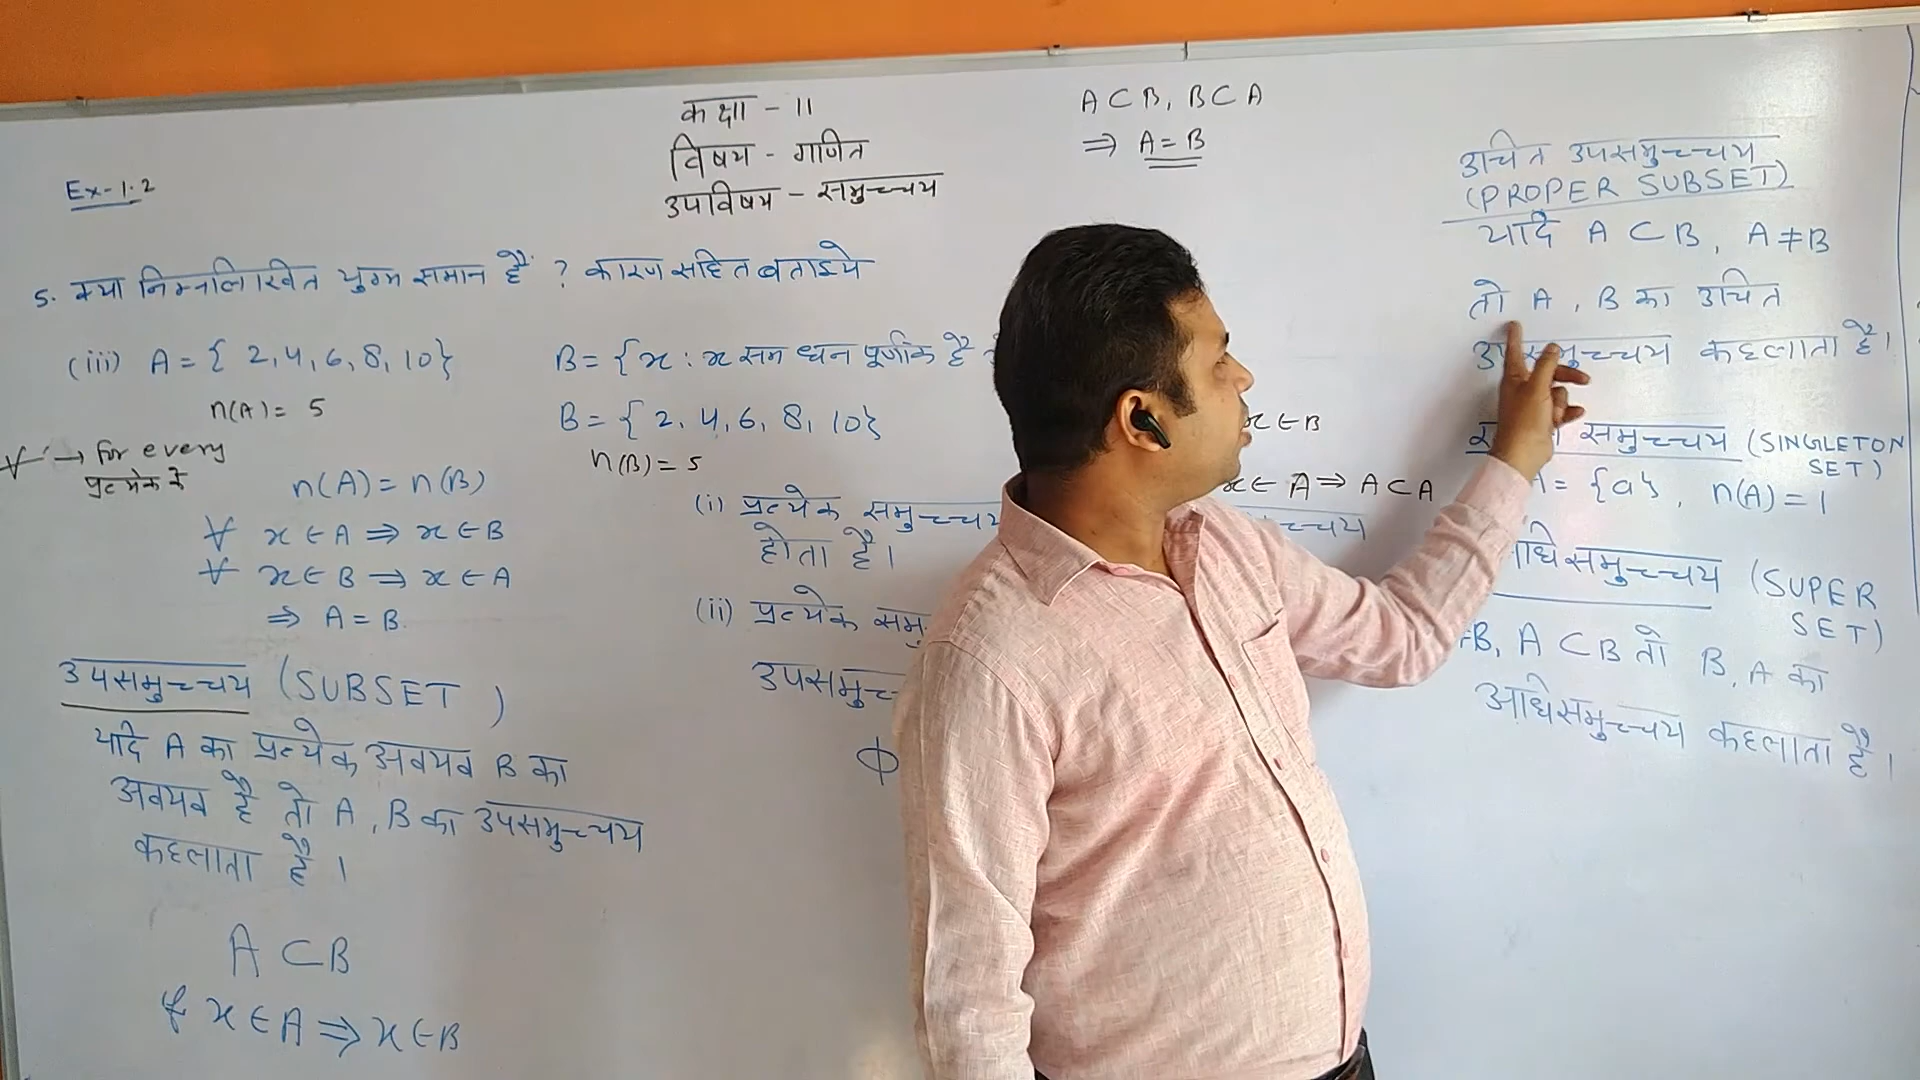 कक्षा - 11
विषय - गणित
उपविषय - समुच्चय
Ex-1.2
5. क्या निम्नलिखित युग्म समान हैं ? कारण सहित बताइये
(iii) A = { 2, 4, 6, 8, 10}
n(A) = 5
B = {x : x सम धन पूर्णांक है
B = { 2, 4, 6, 8, 10}
n(B) = 5
∀ → for every
प्रत्येक के
n(A) = n(B)
∀ x ∈ A ⇒ x ∈ B
∀ x ∈ B ⇒ x ∈ A
⇒ A = B
उपसमुच्चय (SUBSET )
यदि A का प्रत्येक अवयव B का
अवयव है तो A , B का उपसमुच्चय
कहलाता है ।
A ⊂ B
x ∈ A ⇒ x ∈ B
A ⊂ B, B ⊂ A
⇒ A = B
x ∈ B
x ∈ A ⇒ A ⊂ A
(i) प्रत्येक समुच्चय
होता है ।
(ii) प्रत्येक
ϕ
उचित उपसमुच्चय
(PROPER SUBSET)
यदि A ⊂ B, A ≠ B
तो A , B का उचित
कहलाता है ।
समुच्चय (SINGLETON
SET)
= {a}, n(A) = 1
(SUPER
SET)
B, A ⊂ B तो B, A का
अधिसमुच्चय कहलाता है ।